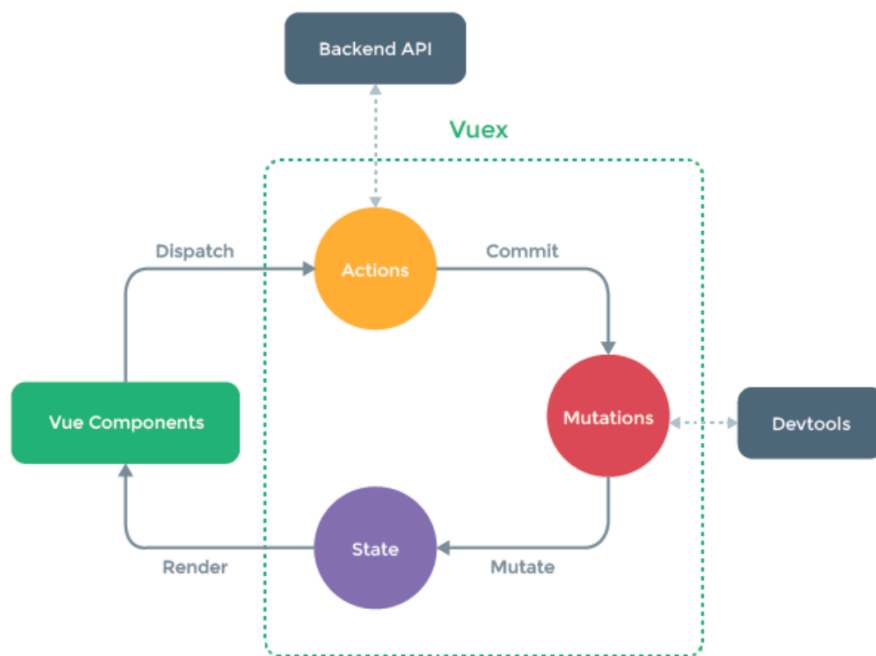 Backend API
Vuex
Dispatch
Commit
Actions
Mutations
Devtools
Vue Components
State
Render
Mutate